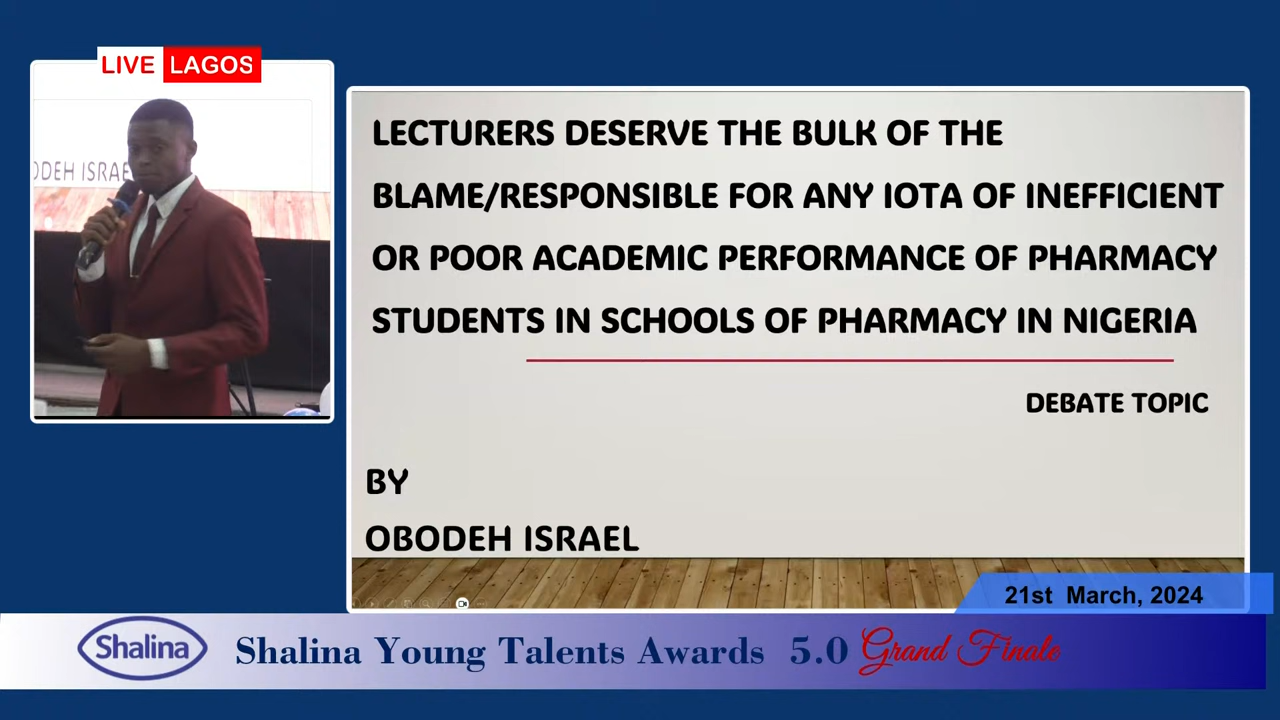 LIVE LAGOS
ODEH ISRAE
LECTURERS DESERVE THE BULK OF THE
BLAME/RESPONSIBLE FOR ANY IOTA OF INEFFICIENT
OR POOR ACADEMIC PERFORMANCE OF PHARMACY
STUDENTS IN SCHOOLS OF PHARMACY IN NIGERIA
DEBATE TOPIC
BY
OBODEH ISRAEL
21st March, 2024
Shalina
Shalina Young Talents Awards 5.0 Grand Finale